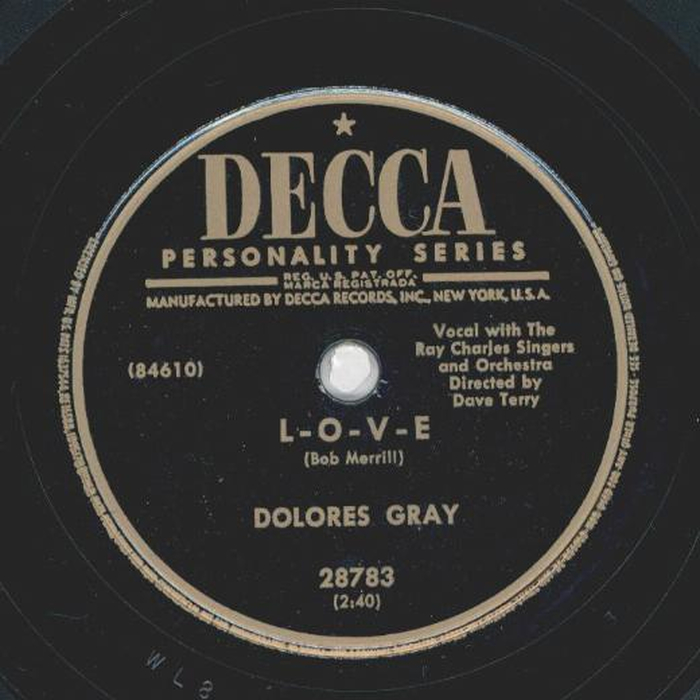 DECCA
PERSONALITY SERIES
REG. U.S. PAT. OFF.
MARCA REGISTRADA
MANUFACTURED BY DECCA RECORDS, INC., NEW YORK, U.S.A.
Vocal with The
Ray Charles Singers
and Orchestra
Directed by
Dave Terry
(84610)
L-O-V-E
(Bob Merrill)
DOLORES GRAY
28783
(2:40)
W L 8